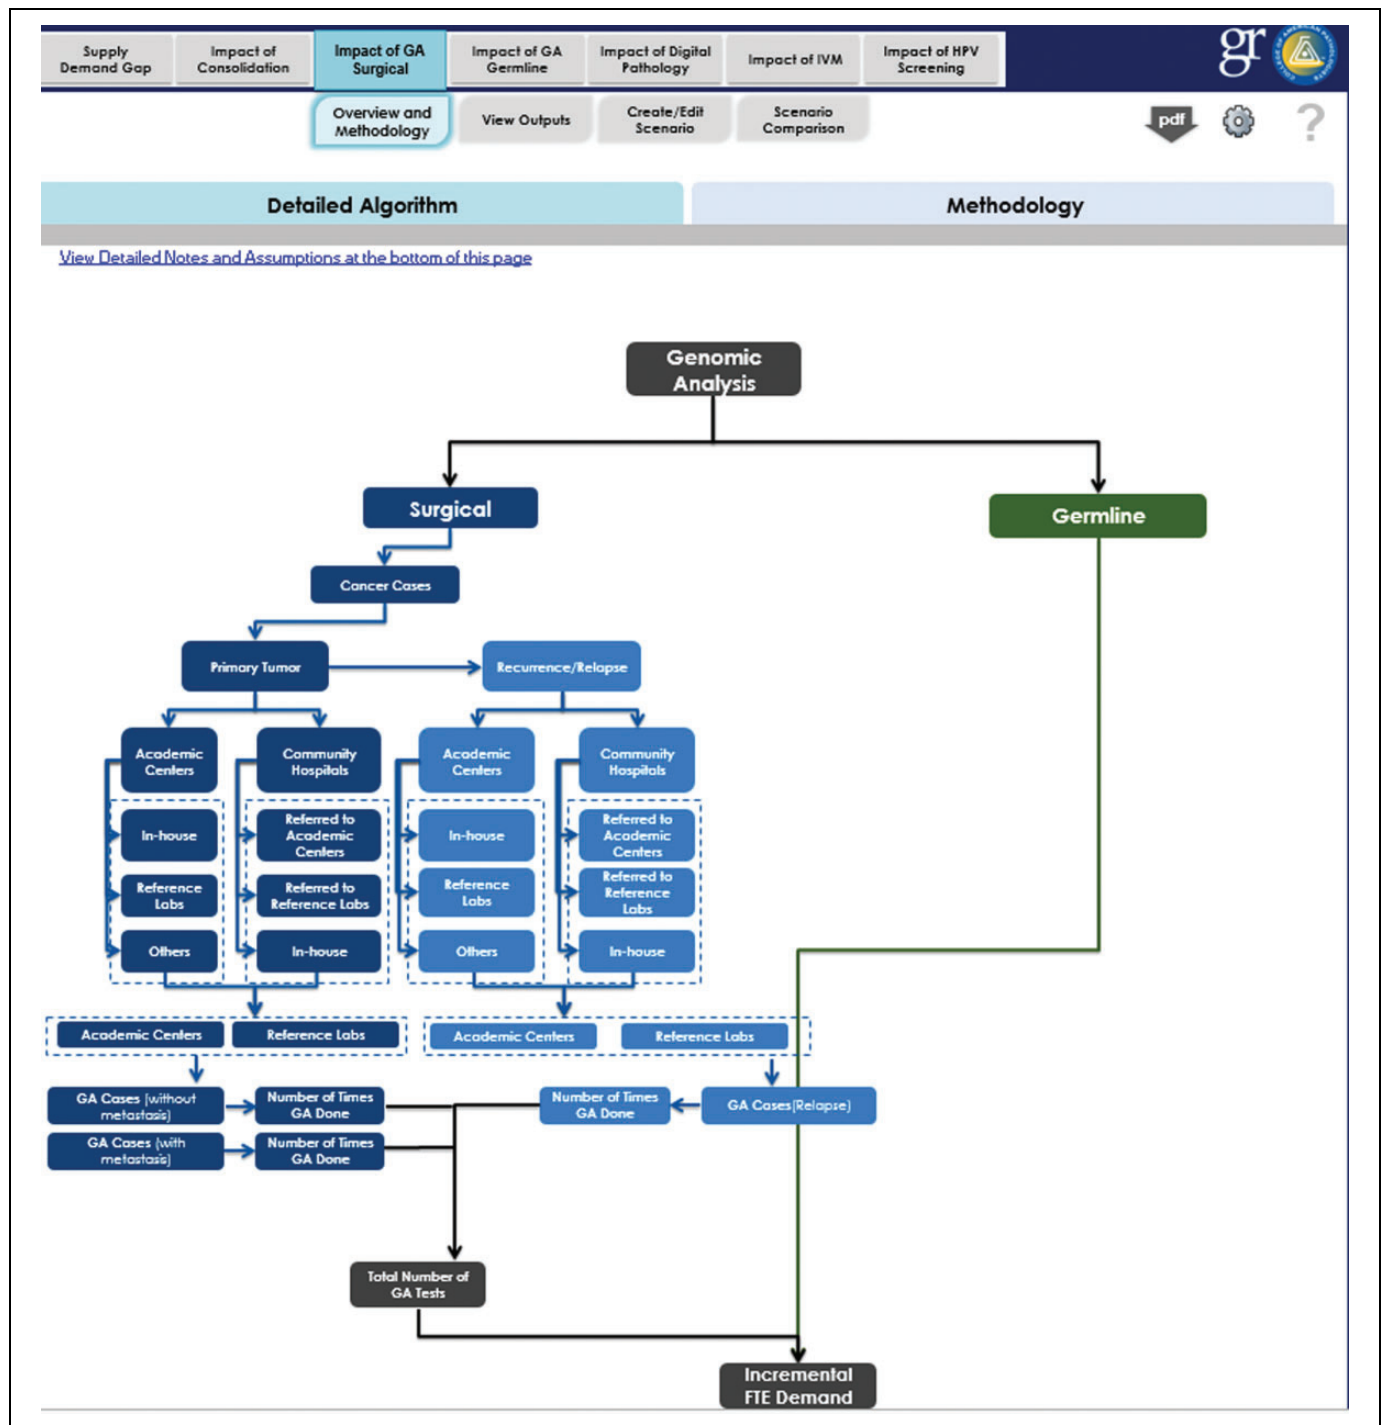 Supply
Demand Gap
Impact of
Consolidation
Impact of GA
Surgical
Impact of GA
Germline
Impact of Digital
Pathology
Impact of IVM
Impact of HPV
Screening
gr
Overview and
Methodology
View Outputs
Create/Edit
Scenario
Scenario
Comparison
pdf
?
Detailed Algorithm
Methodology
View Detailed Notes and Assumptions at the bottom of this page
Genomic
Analysis
Surgical
Germline
Cancer Cases
Primary Tumor
Recurrence/Relapse
Academic
Centers
Community
Hospitals
Academic
Centers
Community
Hospitals
In-house
Referred to
Academic
Centers
In-house
Referred to
Academic
Centers
Reference
Labs
Referred to
Reference Labs
Reference
Labs
Referred to
Reference
Labs
Others
In-house
Others
In-house
Academic Centers
Reference Labs
Academic Centers
Reference Labs
GA Cases (without
metastasis)
Number of Times
GA Done
Number of Times
GA Done
GA Cases(Relapse)
GA Cases (with
metastasis)
Number of Times
GA Done
Total Number of
GA Tests
Incremental
FTE Demand